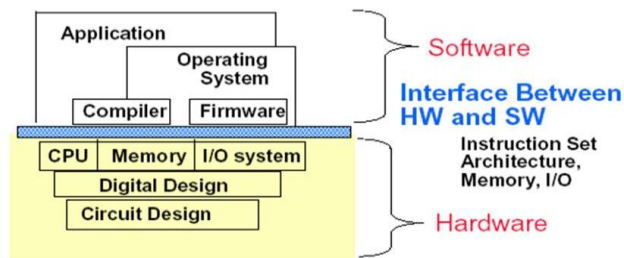 Application
Operating
System
Compiler
Firmware
Software
Interface Between
HW and SW
Instruction Set
Architecture,
Memory, I/O
CPU
Memory
I/O system
Digital Design
Circuit Design
Hardware